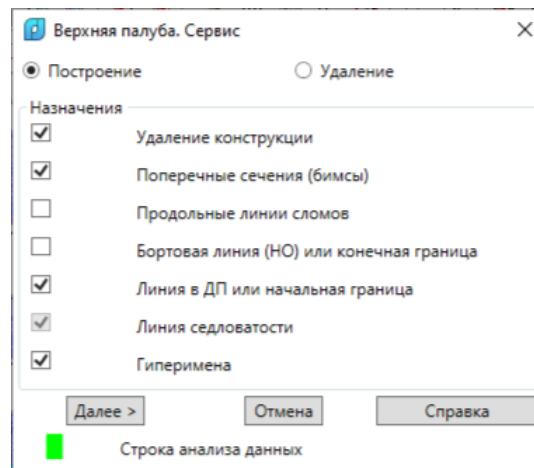 Верхняя палуба. Сервис
Построение Удаление
Назначения
Удаление конструкции
Поперечные сечения (бимсы)
Продольные линии сломов
Бортовая линия (НО) или конечная граница
Линия в ДП или начальная граница
Линия седловатости
Гиперимена
Далее > Отмена Справка
Строка анализа данных